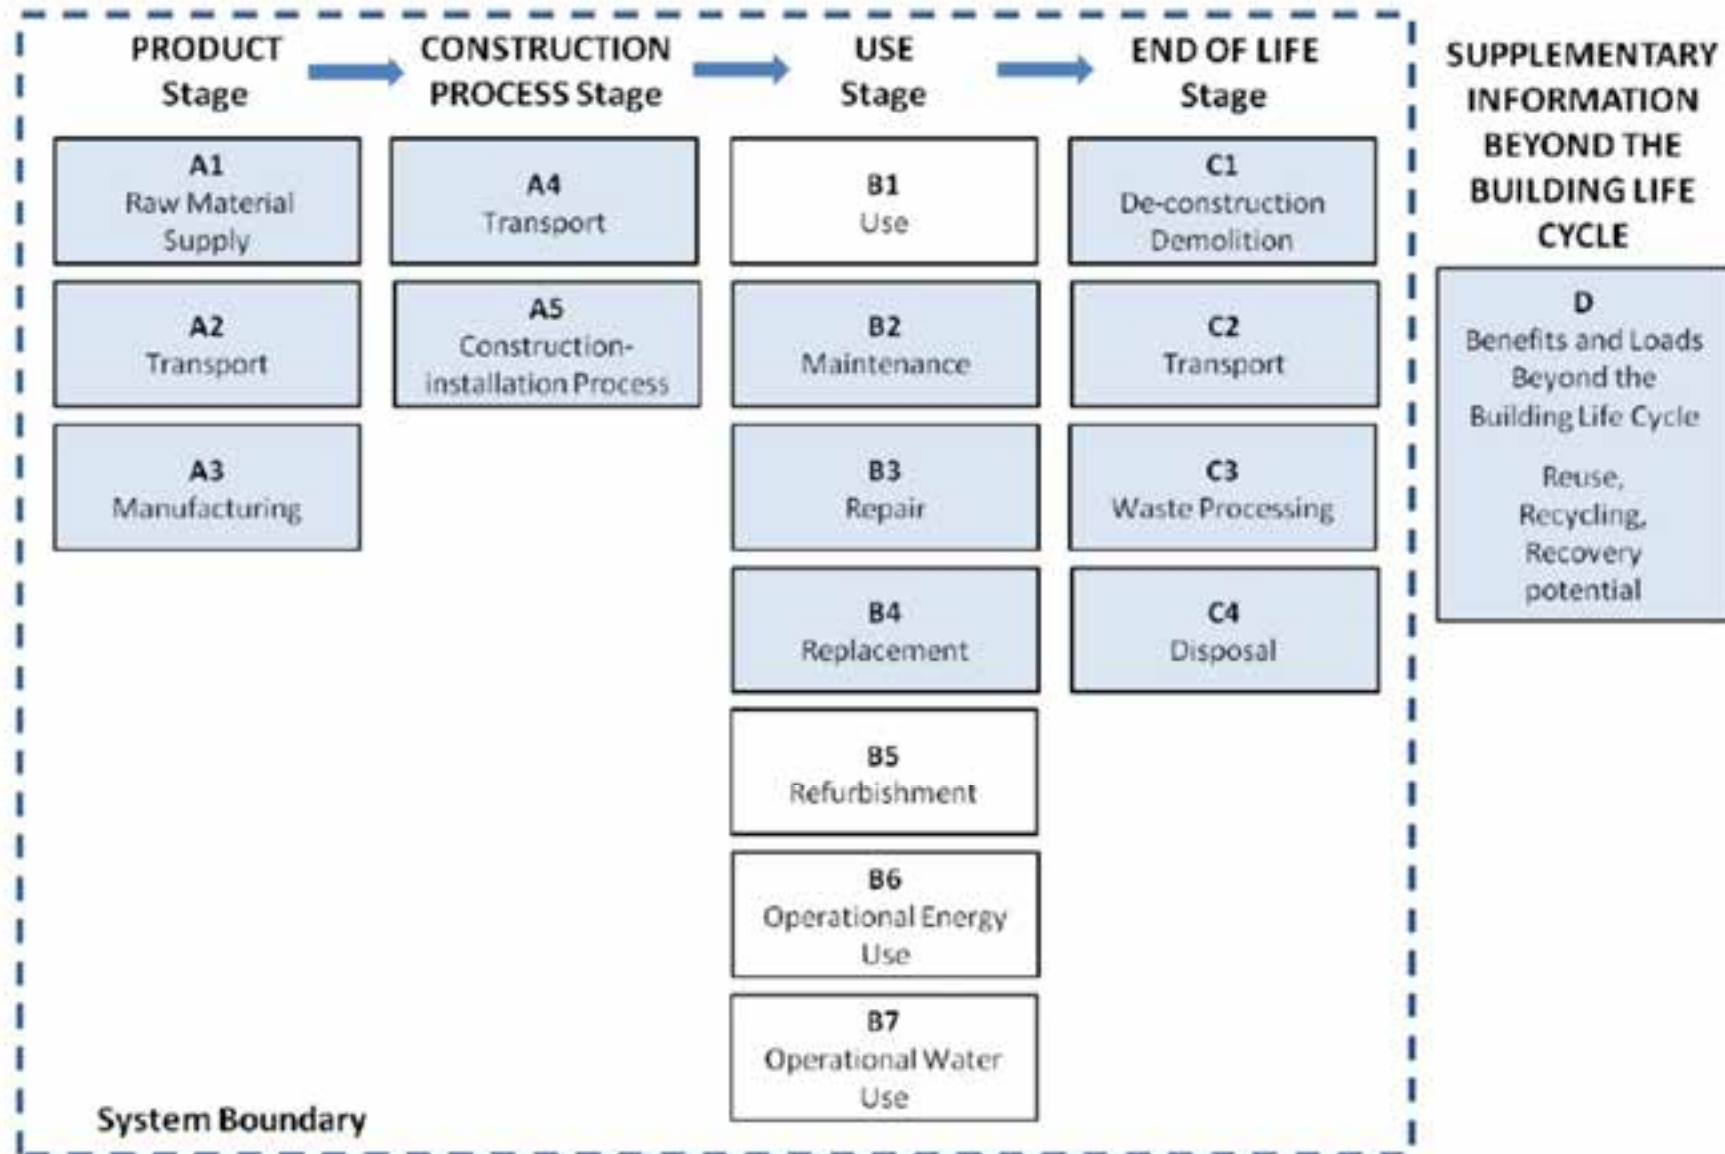 PRODUCT
Stage
CONSTRUCTION
PROCESS Stage
USE
Stage
END OF LIFE
Stage
SUPPLEMENTARY
INFORMATION
BEYOND THE
BUILDING LIFE
CYCLE
A1
Raw Material
Supply
A2
Transport
A3
Manufacturing
A4
Transport
A5
Construction-
installation Process
B1
Use
B2
Maintenance
B3
Repair
B4
Replacement
B5
Refurbishment
B6
Operational Energy
Use
B7
Operational Water
Use
C1
De-construction
Demolition
C2
Transport
C3
Waste Processing
C4
Disposal
D
Benefits and Loads
Beyond the
Building Life Cycle
Reuse,
Recycling,
Recovery
potential
System Boundary